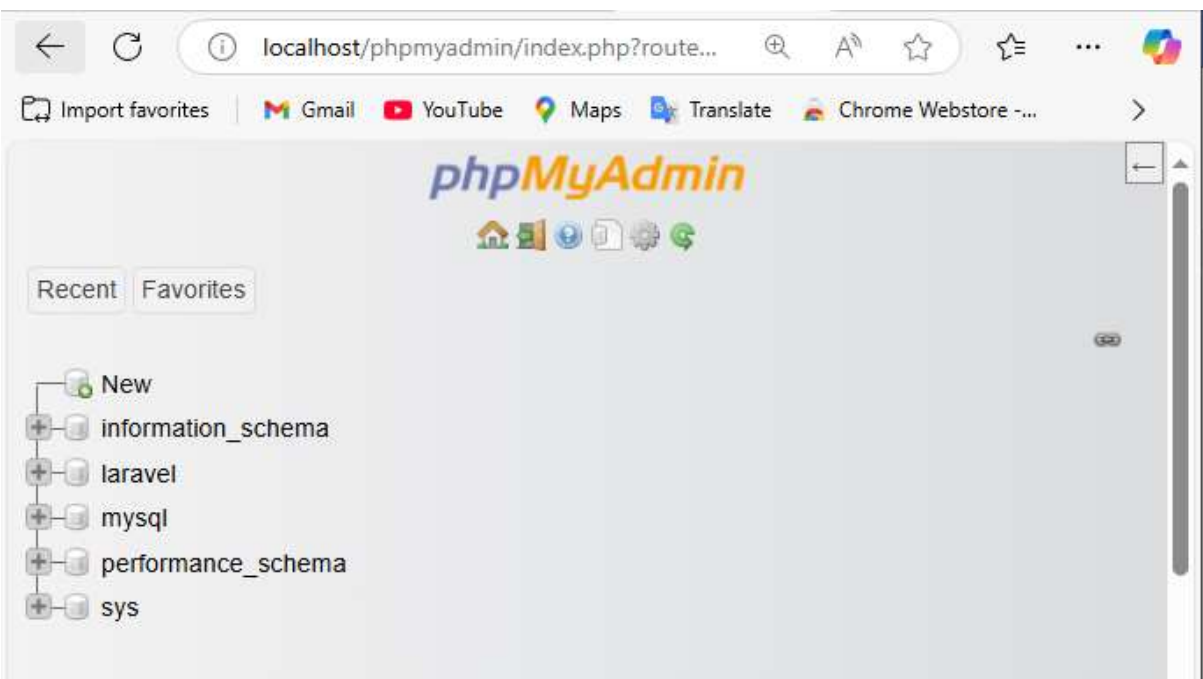 localhost/phpmyadmin/index.php?route...
Import favorites Gmail YouTube Maps Translate Chrome Webstore -...
phpMyAdmin
Recent Favorites
New
information_schema
laravel
mysql
performance_schema
sys